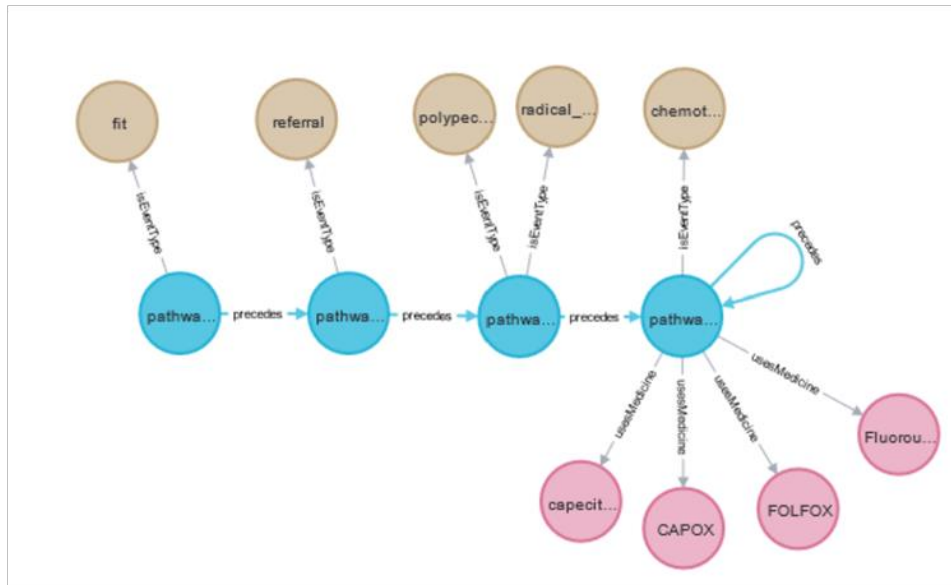 fit
referral
polypec...
radical_...
chemot...
isEventType
isEventType
isEventType
isEventType
isEventType
precedes
pathwa...
precedes
pathwa...
precedes
pathwa...
precedes
pathwa...
usesMedicine
usesMedicine
usesMedicine
usesMedicine
capecit...
CAPOX
FOLFOX
Fluorou...